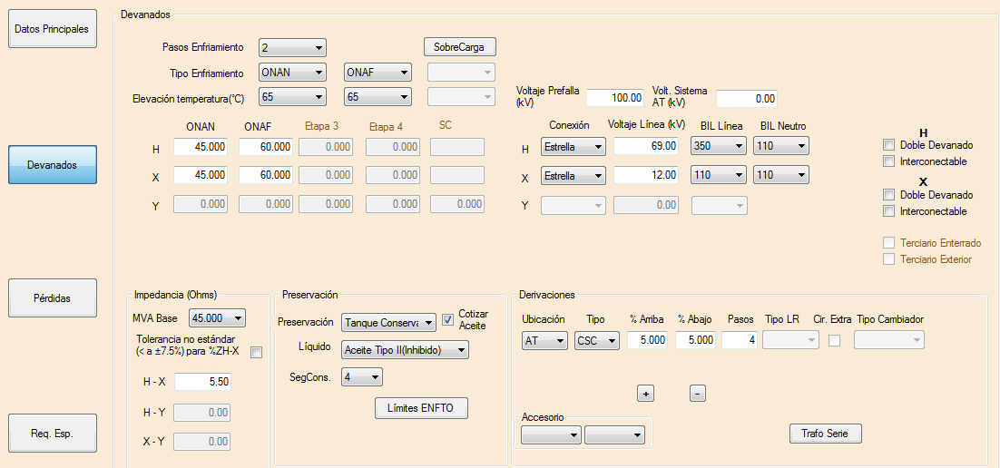 Datos Principales
Devanados
Pérdidas
Req. Esp.
Devanados
Pasos Enfriamiento 2 SobreCarga
Tipo Enfriamiento ONAN ONAF
Elevación temperatura(°C) 65 65
Voltaje Prefalla
(kV) 100.00
Volt. Sistema
AT (kV) 0.00
ONAN ONAF Etapa 3 Etapa 4 SC
H 45.000 60.000 0.000 0.000
X 45.000 60.000 0.000 0.000
Y 0.000 0.000 0.000 0.000 0.000
Conexión Voltaje Línea (kV) BIL Línea BIL Neutro
H Estrella 69.00 350 110
X Estrella 12.00 110 110
Y 0.00
H
Doble Devanado
Interconectable
X
Doble Devanado
Interconectable
Terciario Enterrado
Terciario Exterior
Impedancia (Ohms)
MVA Base 45.000
Tolerancia no estándar
(< a ±7.5%) para %ZH-X
H - X 5.50
H - Y 0.00
X - Y 0.00
Preservación
Preservación Tanque Conserva
Cotizar
Aceite
Líquido Aceite Tipo II(Inhibido)
SegCons. 4
Límites ENFTO
Derivaciones
Ubicación Tipo % Arriba % Abajo Pasos Tipo LR Cir. Extra Tipo Cambiador
AT CSC 5.000 5.000 4
+ -
Accesorio
Trafo Serie